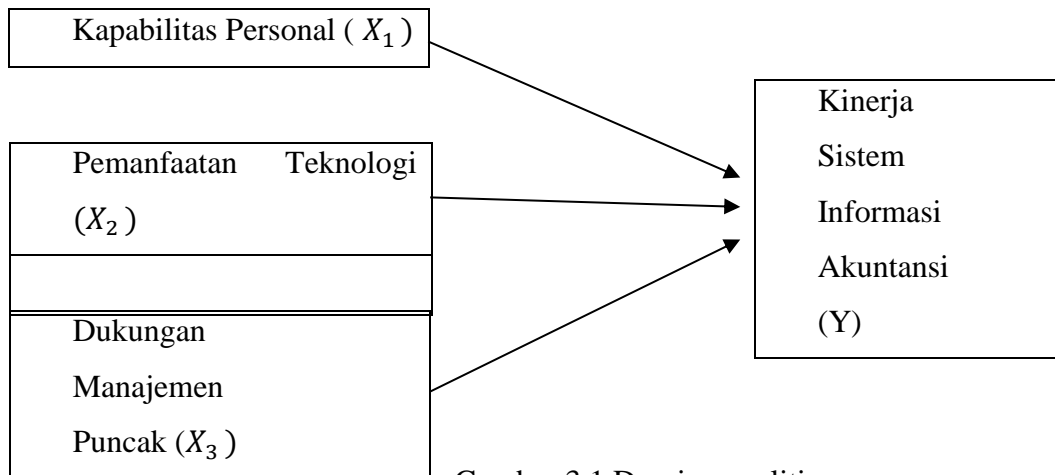 Kapabilitas Personal ( X₁ )
Pemanfaatan Teknologi
(X₂ )
Dukungan
Manajemen
Puncak (X₃ )
Kinerja
Sistem
Informasi
Akuntansi
(Y)